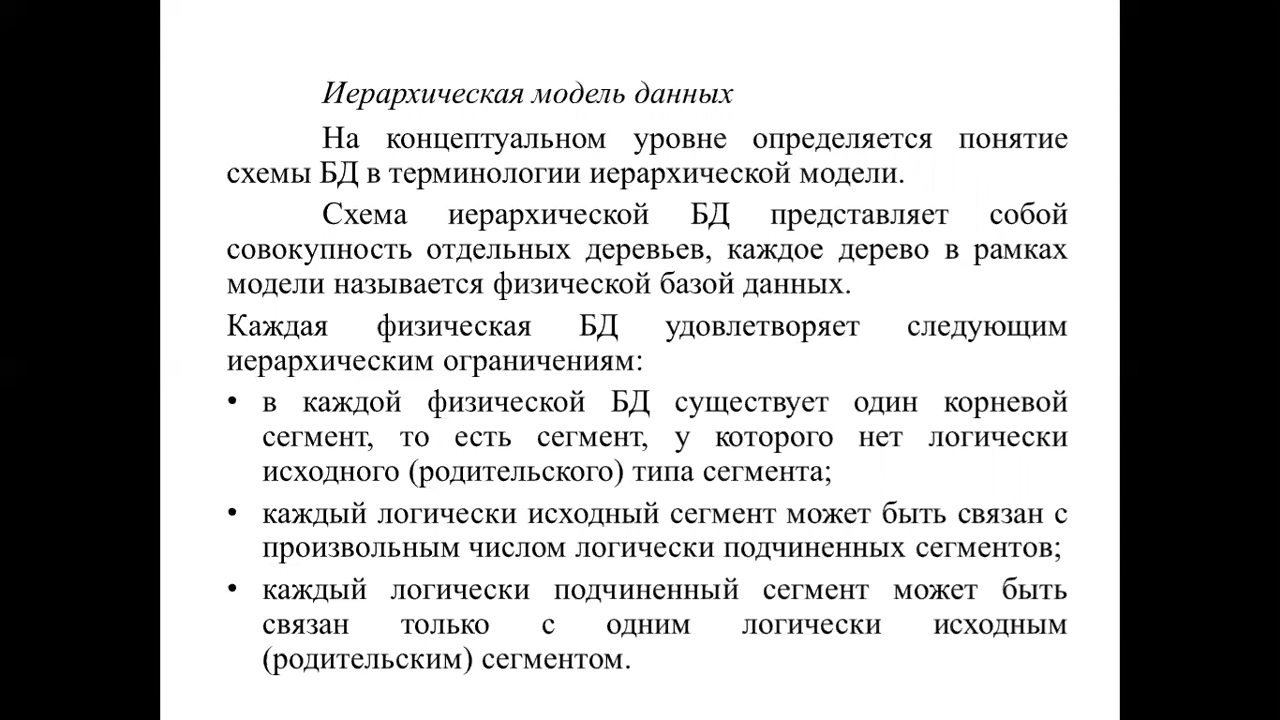 Иерархическая модель данных
На концептуальном уровне определяется понятие
схемы БД в терминологии иерархической модели.
Схема иерархической БД представляет собой
совокупность отдельных деревьев, каждое дерево в рамках
модели называется физической базой данных.
Каждая физическая БД удовлетворяет следующим
иерархическим ограничениям:
• в каждой физической БД существует один корневой
сегмент, то есть сегмент, у которого нет логически
исходного (родительского) типа сегмента;
• каждый логически исходный сегмент может быть связан с
произвольным числом логически подчиненных сегментов;
• каждый логически подчиненный сегмент может быть
связан только с одним логически исходным
(родительским) сегментом.